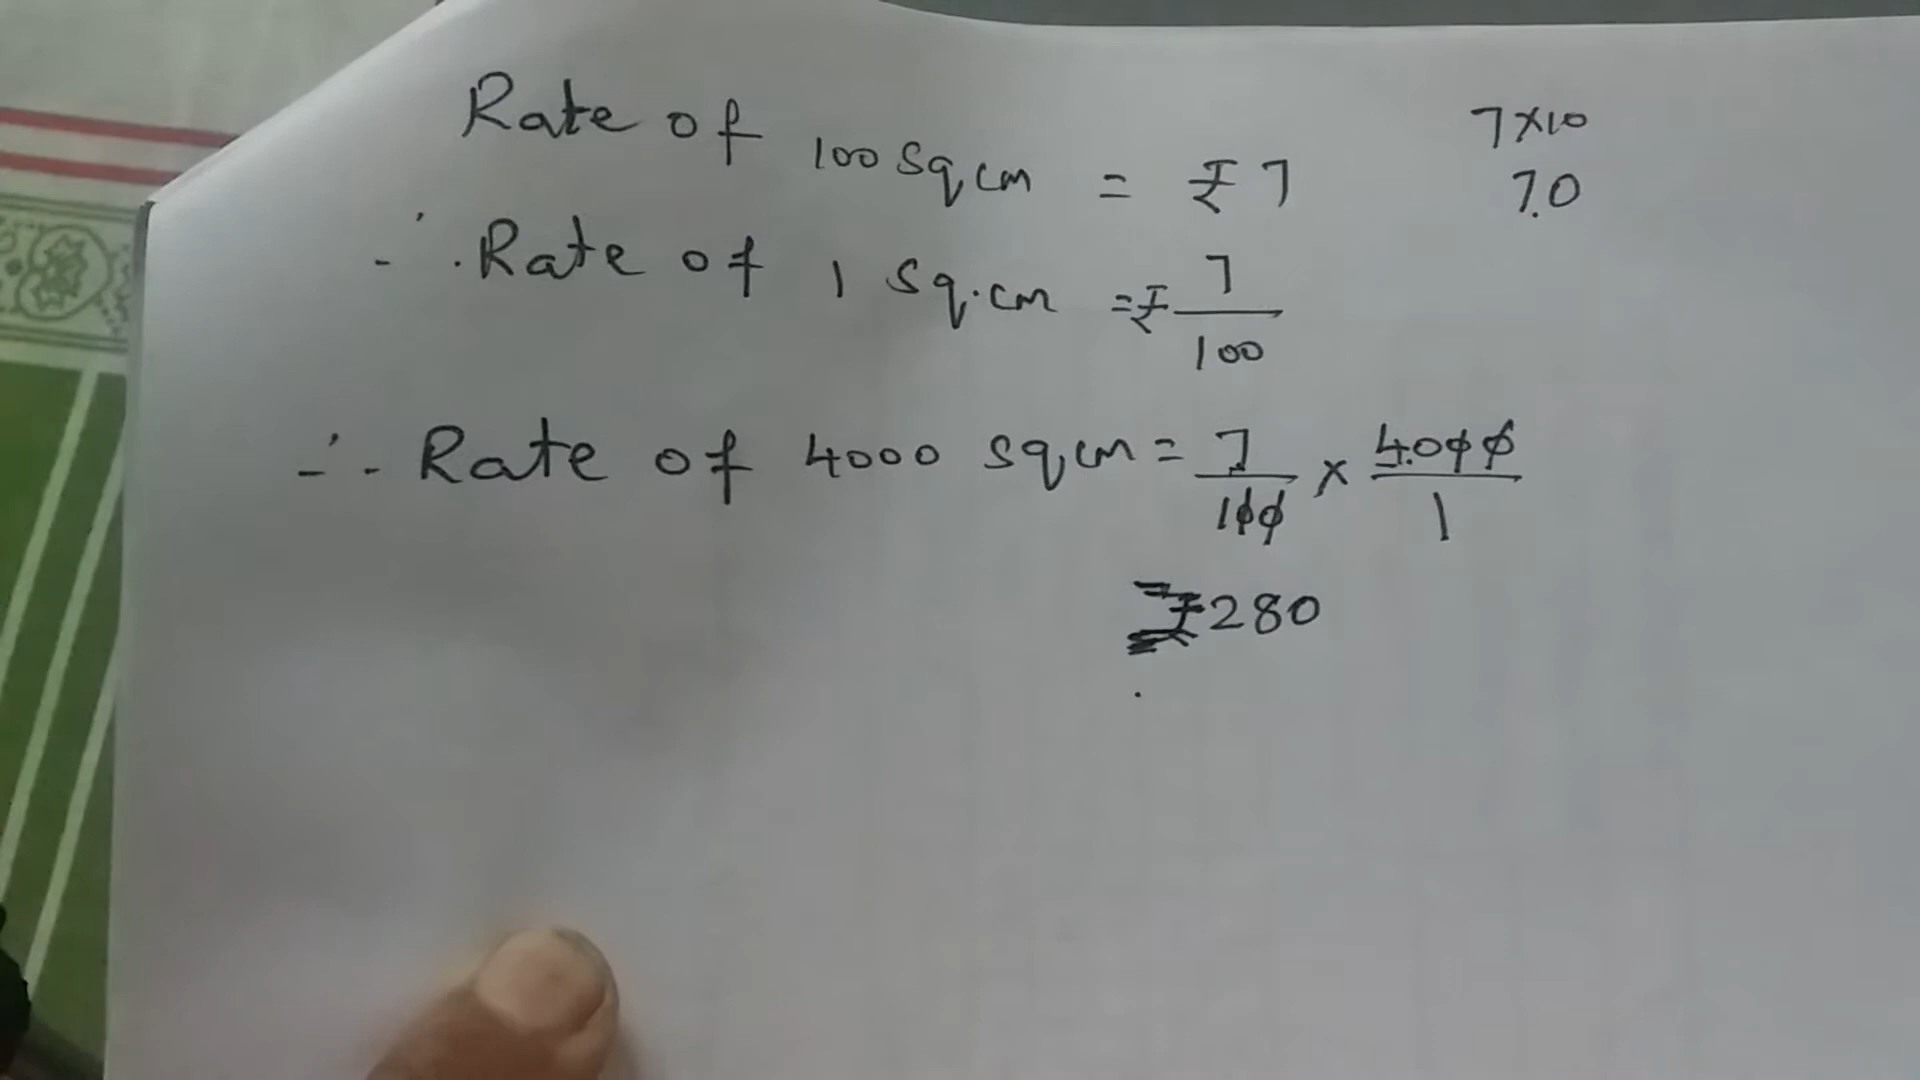 Rate of 100 sq cm = ₹ 7
7×10
7.0
∴ Rate of 1 sq.cm = ₹ 7/100
∴ Rate of 4000 sq cm = 7/100 × 4000/1
₹ 280